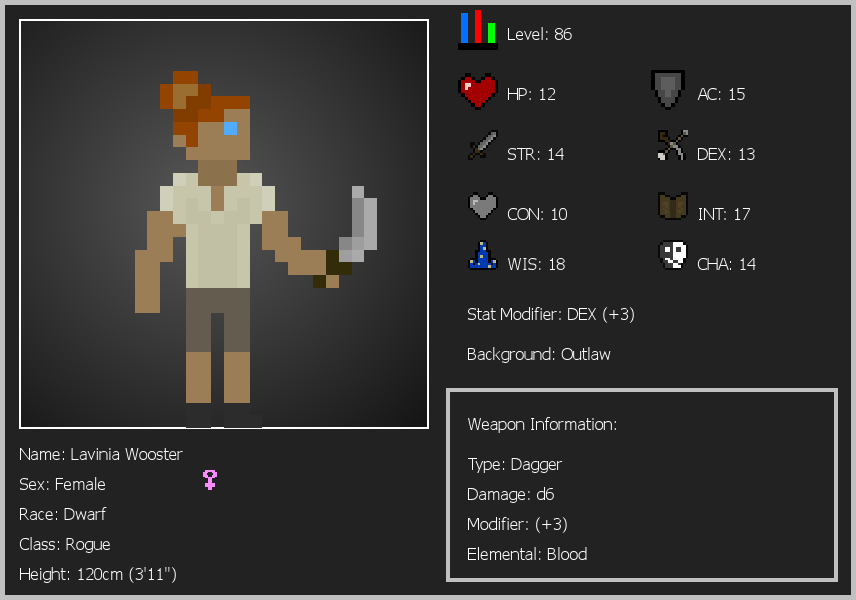 Level: 86
HP: 12
AC: 15
STR: 14
DEX: 13
CON: 10
INT: 17
WIS: 18
CHA: 14
Stat Modifier: DEX (+3)
Background: Outlaw
Weapon Information:
Type: Dagger
Damage: d6
Modifier: (+3)
Elemental: Blood
Name: Lavinia Wooster
Sex: Female
Race: Dwarf
Class: Rogue
Height: 120cm (3'11")